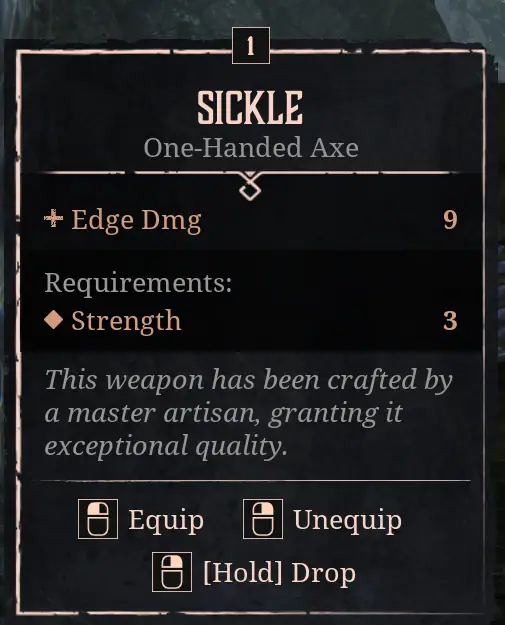 1
SICKLE
One-Handed Axe
Edge Dmg 9
Requirements:
Strength 3
This weapon has been crafted by
a master artisan, granting it
exceptional quality.
Equip Unequip
[Hold] Drop